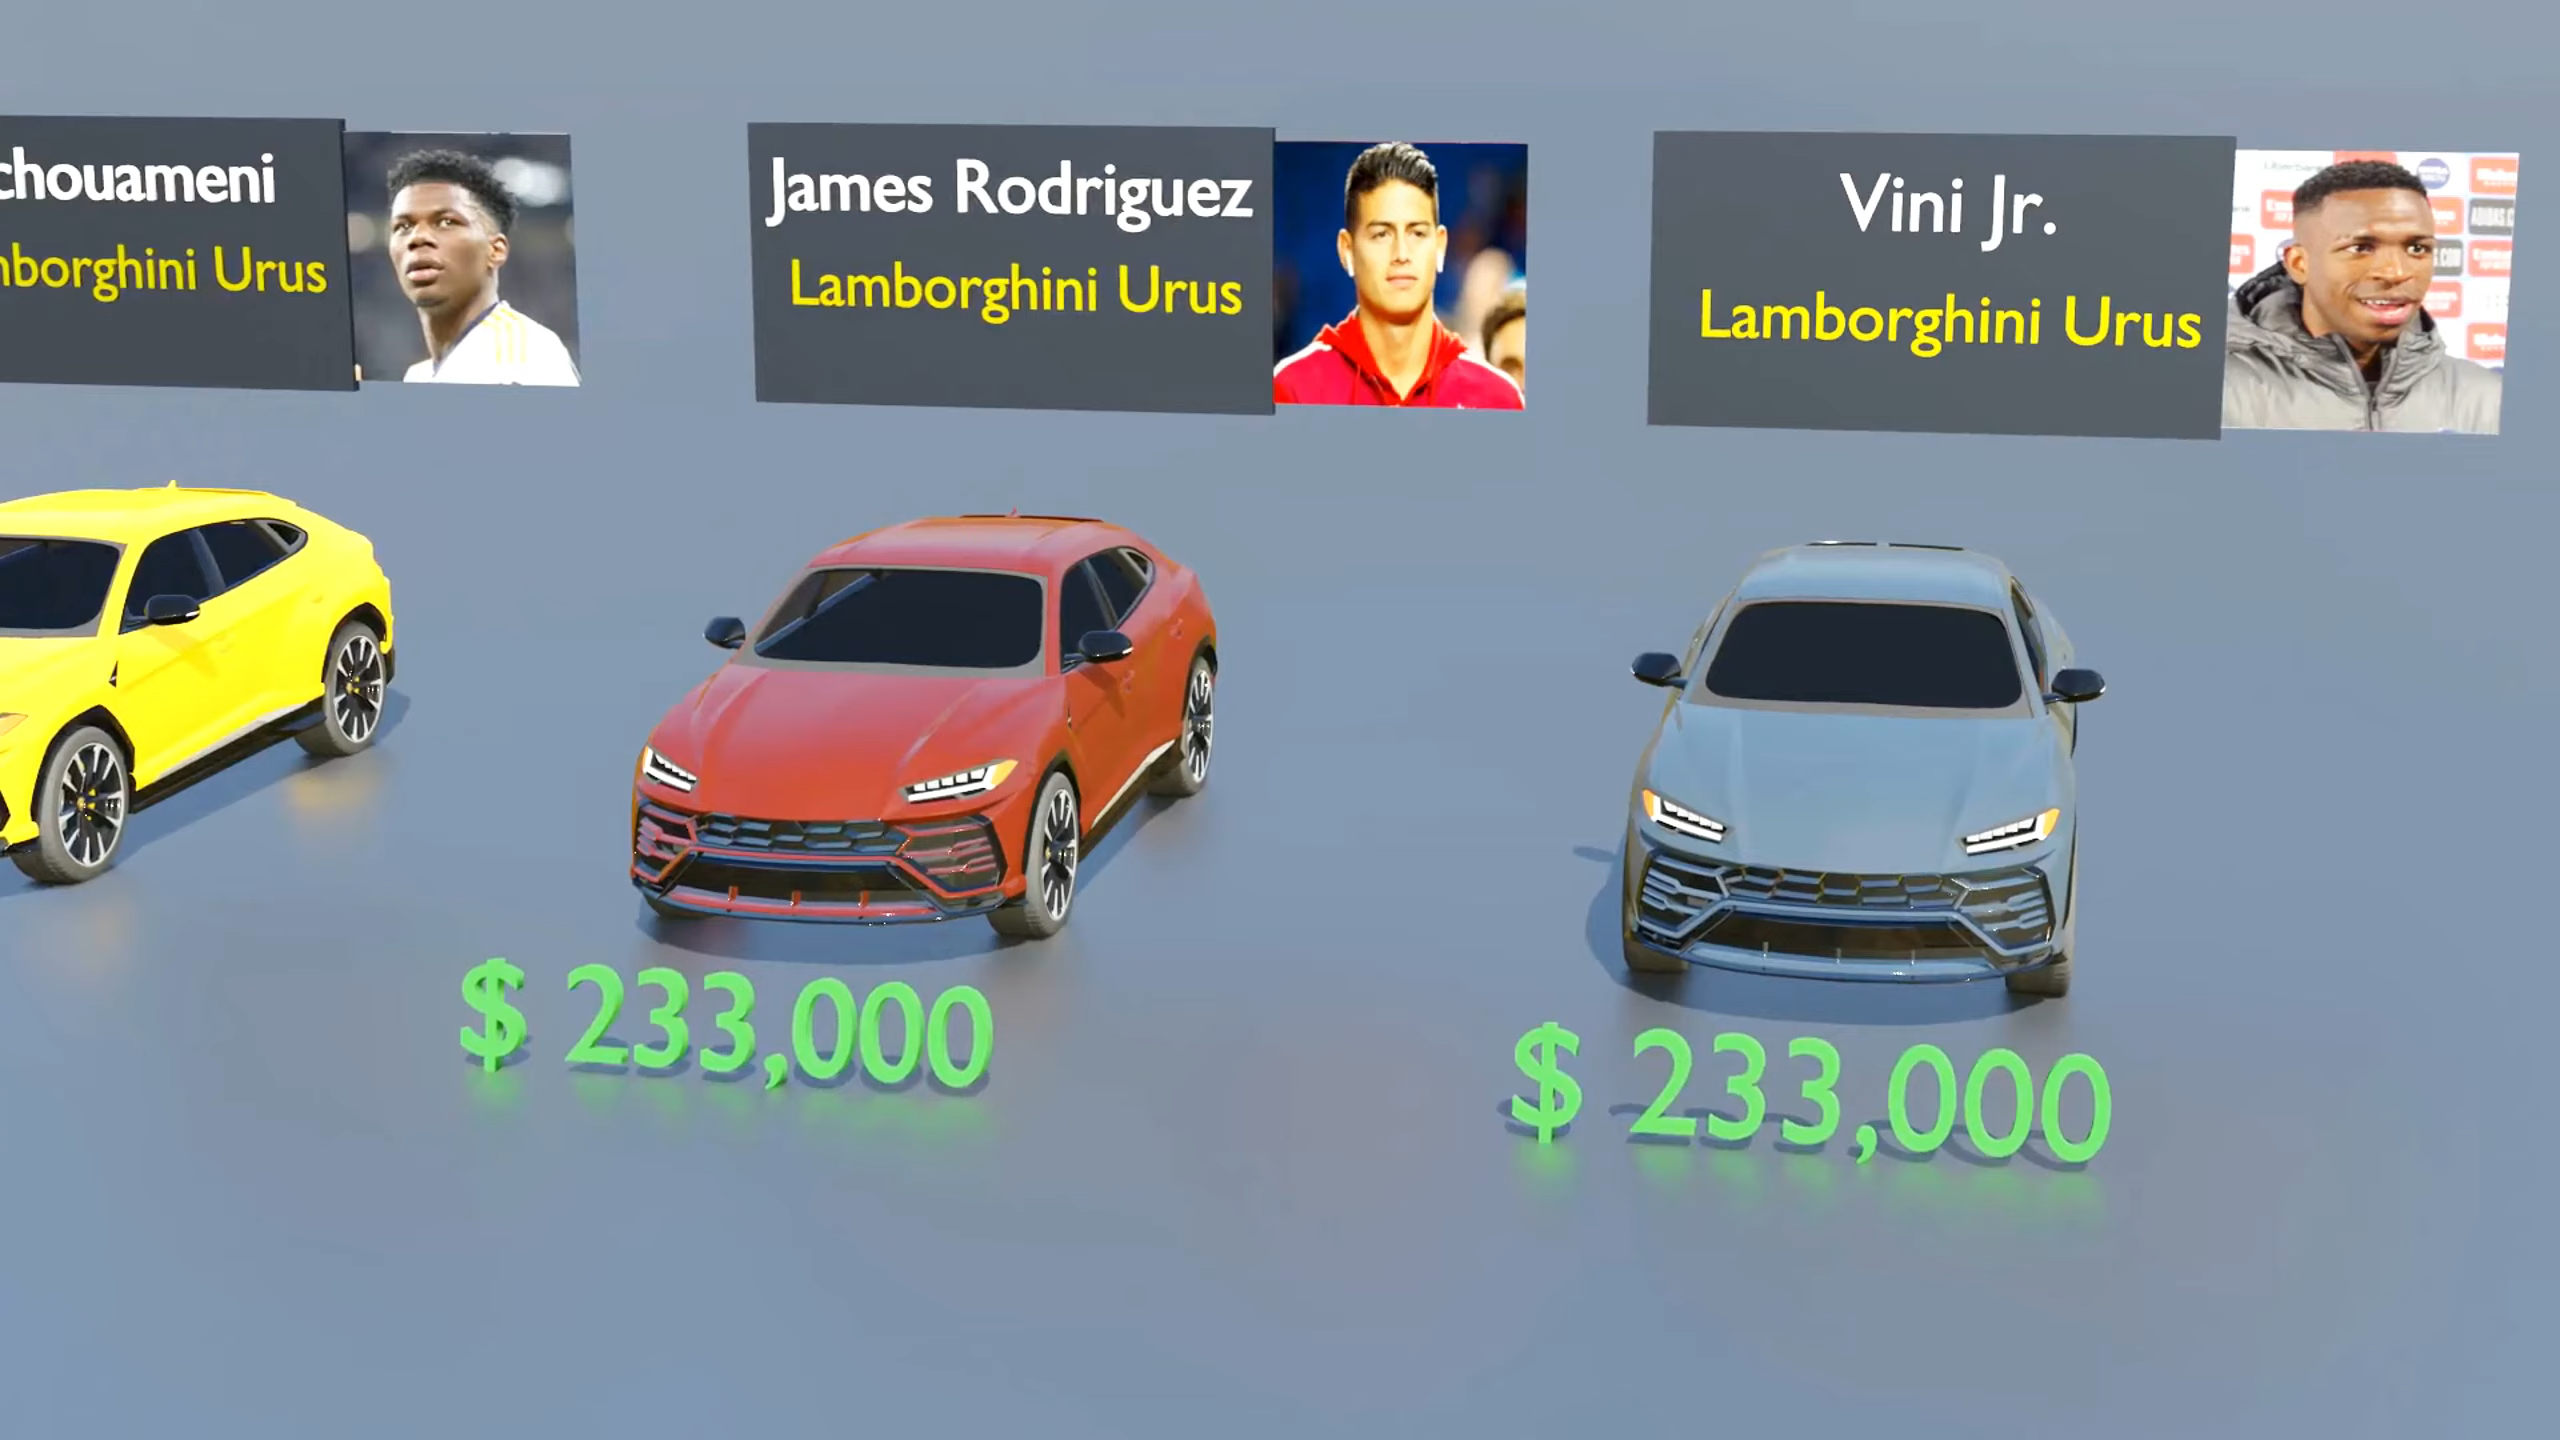 chouameni
mborghini Urus
James Rodriguez
Lamborghini Urus
Vini Jr.
Lamborghini Urus
$ 233,000
$ 233,000